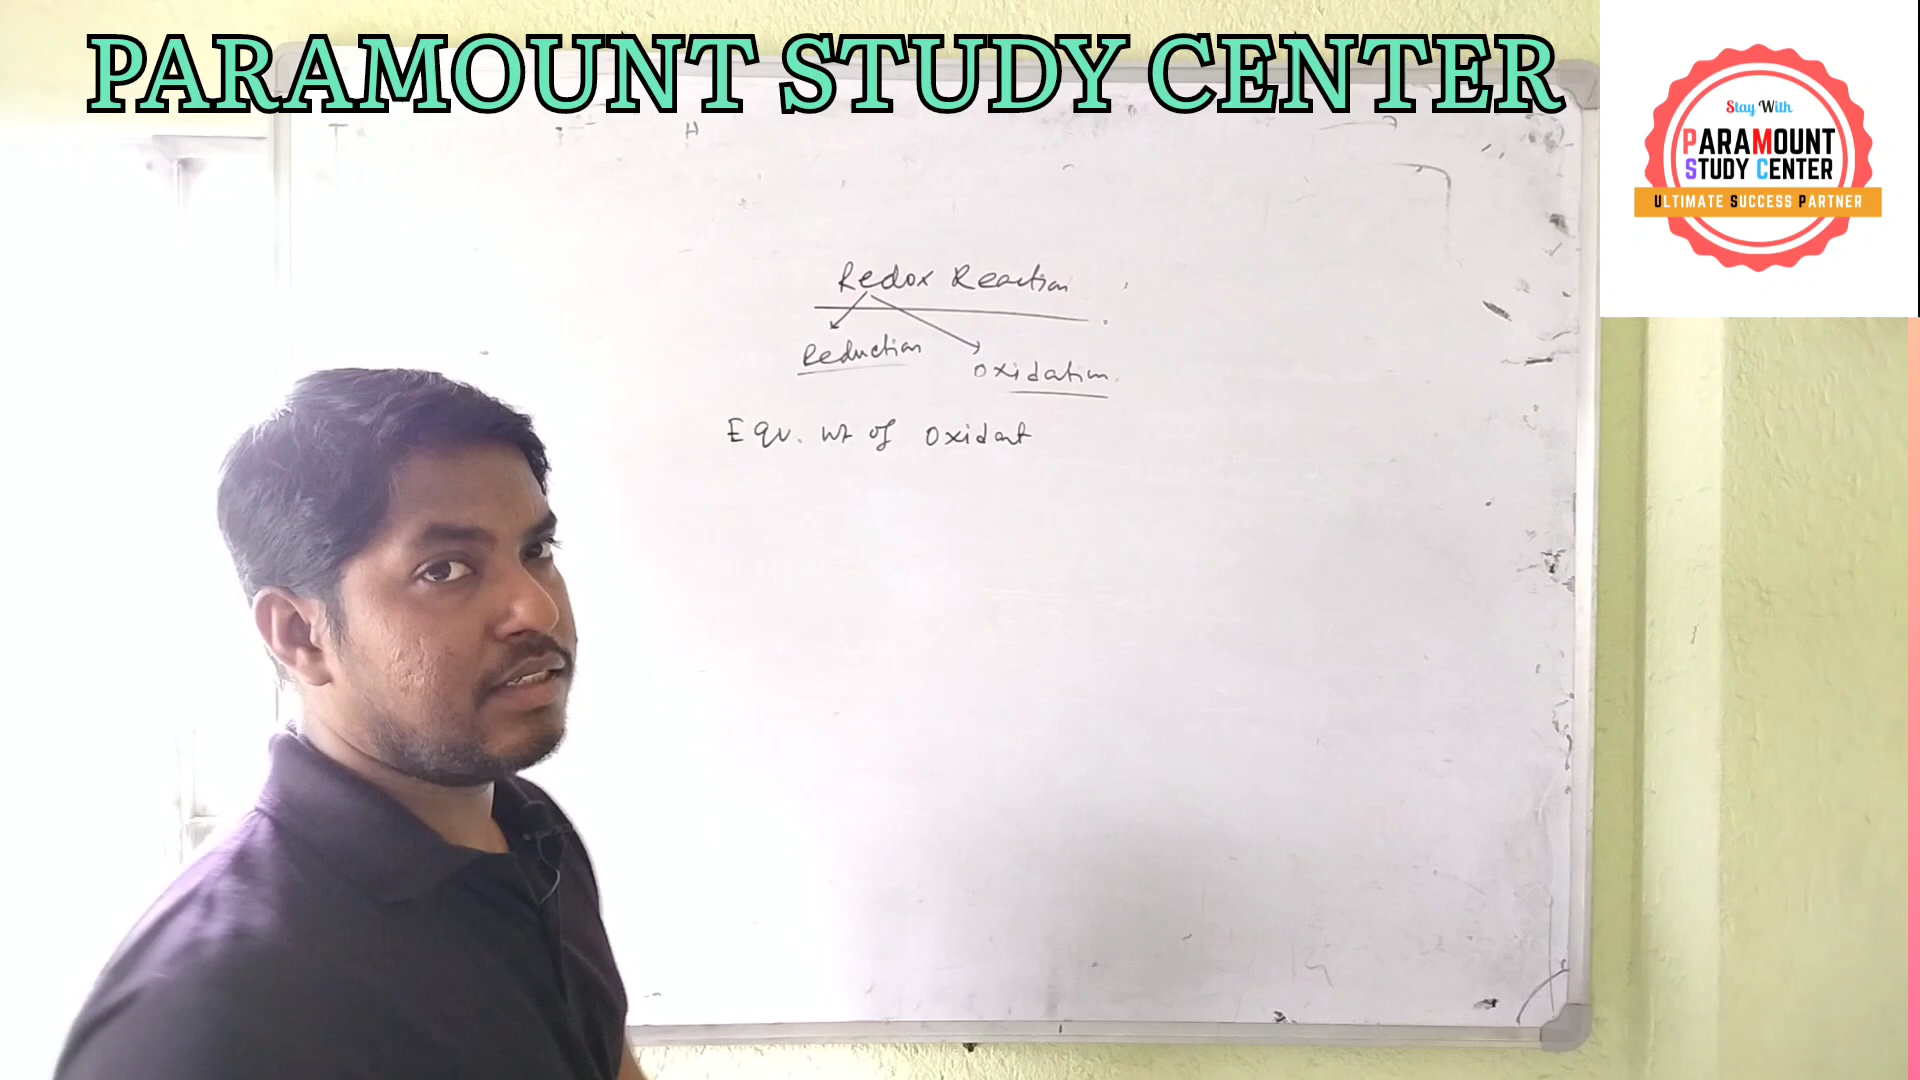 PARAMOUNT STUDY CENTER
Stay With
PARAMOUNT
STUDY CENTER
ULTIMATE SUCCESS PARTNER
Redox Reaction
Reduction
Oxidation
Eqv. wt of Oxidant